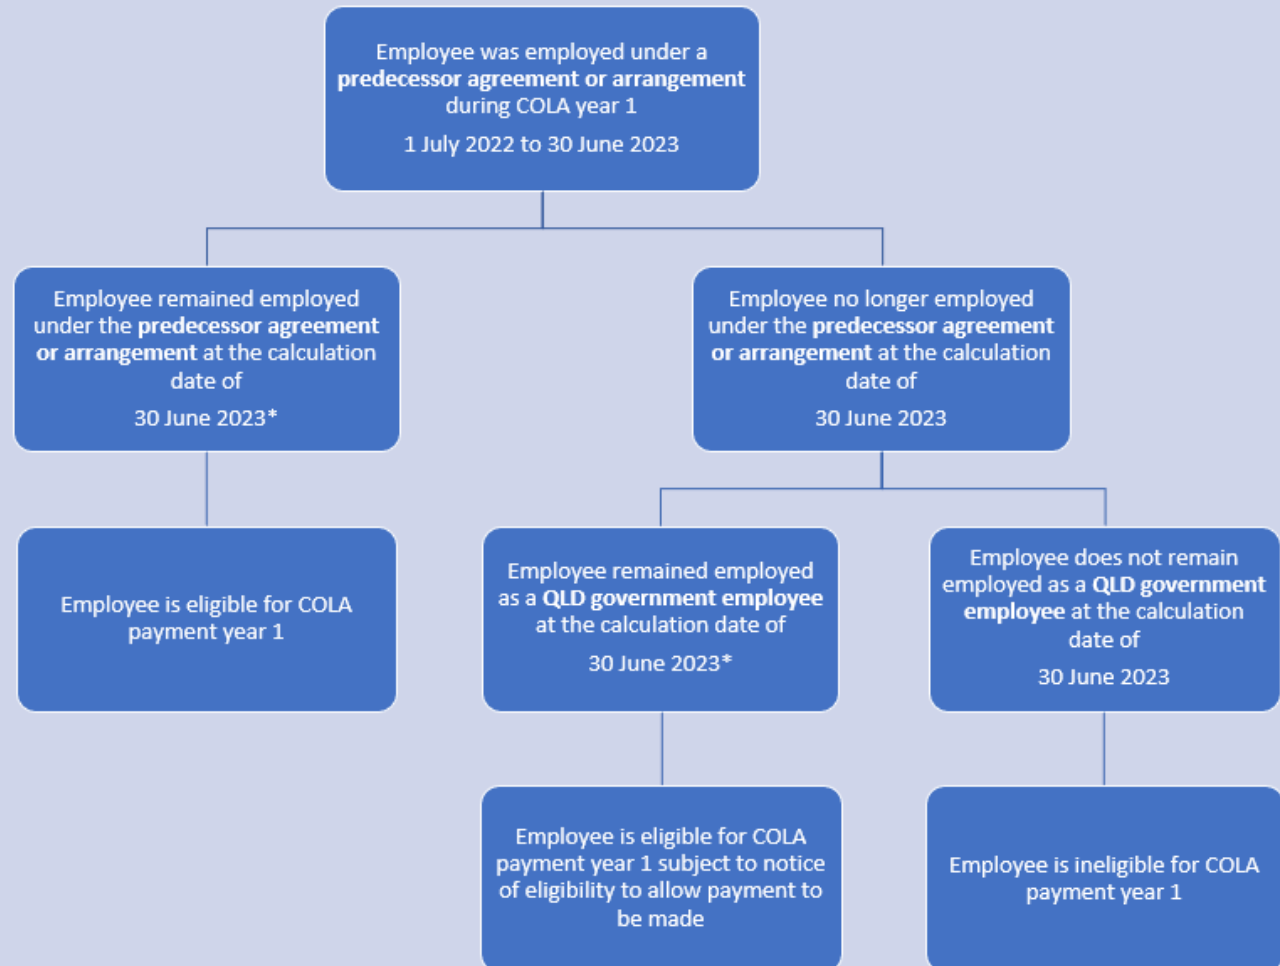 Employee was employed under a
predecessor agreement or arrangement
during COLA year 1
1 July 2022 to 30 June 2023
Employee remained employed
under the predecessor agreement
or arrangement at the calculation
date of
30 June 2023*
Employee no longer employed
under the predecessor agreement
or arrangement at the calculation
date of
30 June 2023
Employee is eligible for COLA
payment year 1
Employee remained employed
as a QLD government employee
at the calculation date of
30 June 2023*
Employee does not remain
employed as a QLD government
employee at the calculation
date of
30 June 2023
Employee is eligible for COLA
payment year 1 subject to notice
of eligibility to allow payment to
be made
Employee is ineligible for COLA
payment year 1